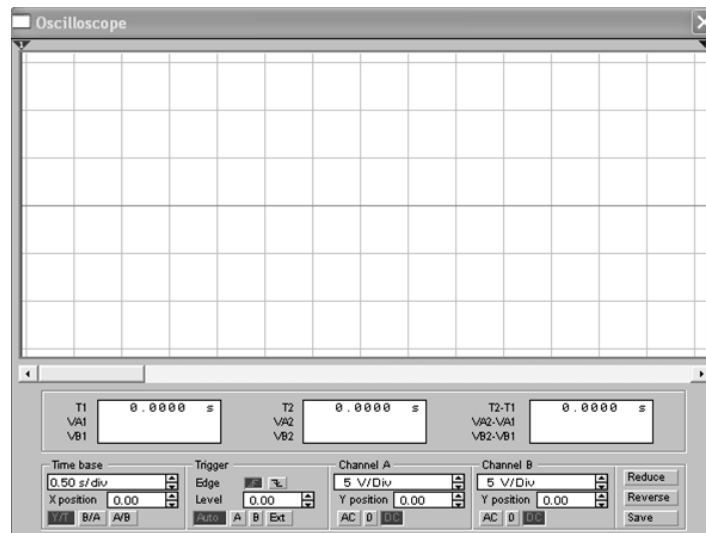 Oscilloscope
1
T1 0.0000 s T2 0.0000 s T2-T1 0.0000 s
VA1 VA2 VA2-VA1
VB1 VB2 VB2-VB1
Time base Trigger Channel A Channel B
0.50 s/div Edge 5 V/Div 5 V/Div Reduce
X position 0.00 Level 0.00 Y position 0.00 Y position 0.00 Reverse
Y/T B/A A/B Auto A B Ext AC 0 DC AC 0 DC Save